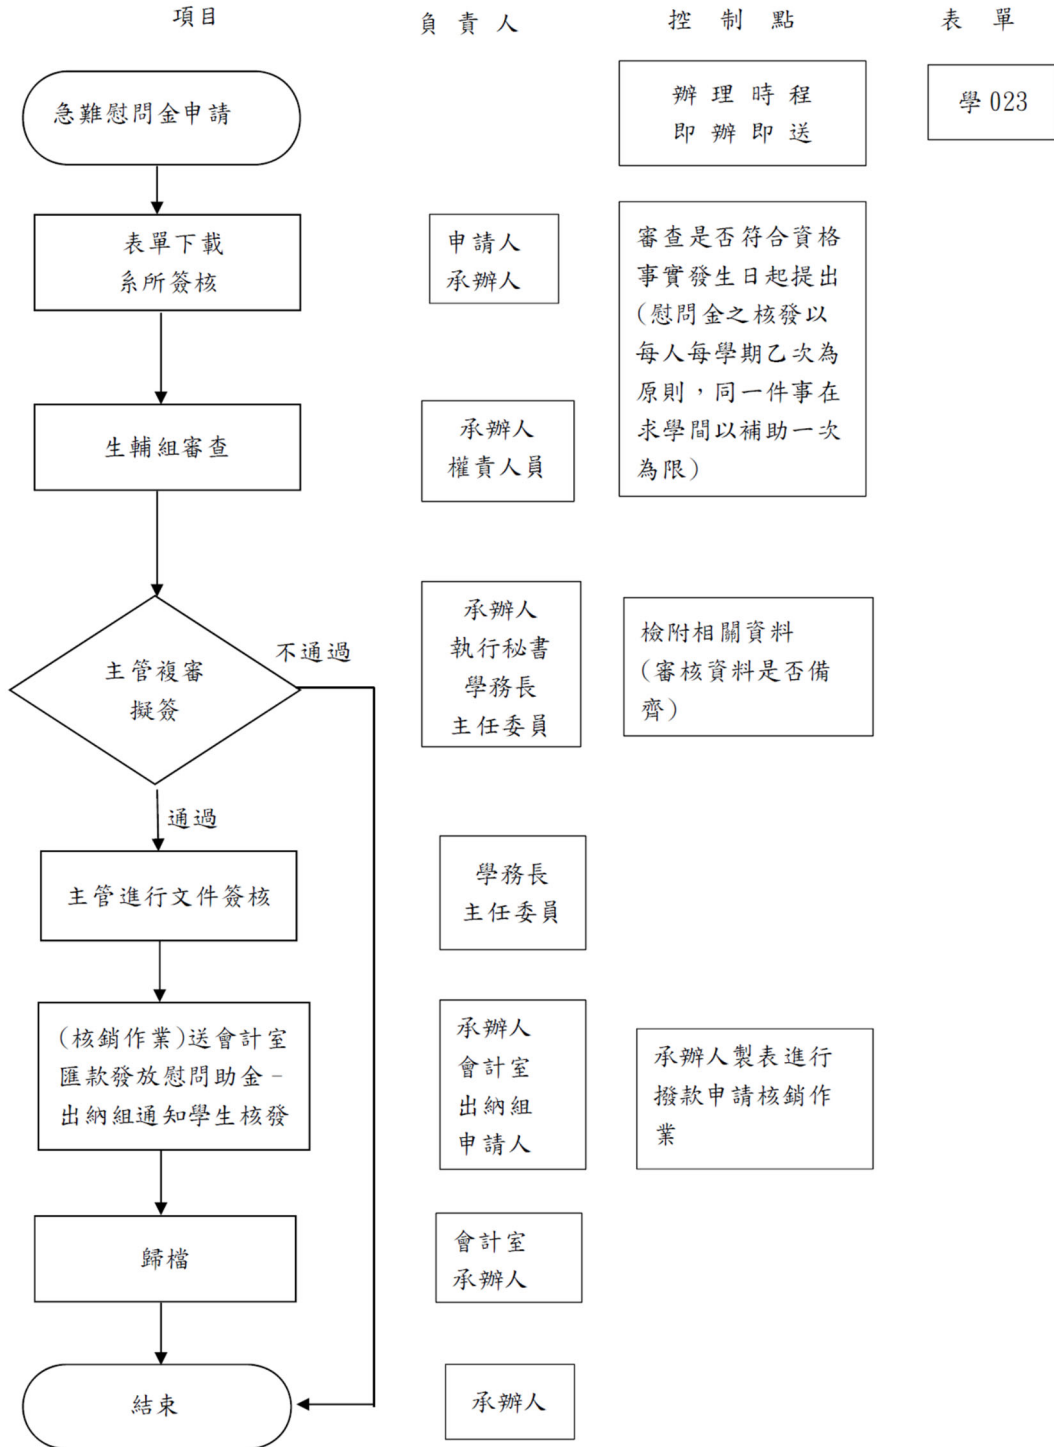 項目
負責人
控制點
表單
急難慰問金申請
辦理時程
即辦即送
學023
表單下載
系所簽核
申請人
承辦人
審查是否符合資格
事實發生日起提出
(慰問金之核發以
每人每學期乙次為
原則，同一件事在
求學間以補助一次
為限)
生輔組審查
承辦人
權責人員
主管複審
擬簽
不通過
承辦人
執行秘書
學務長
主任委員
檢附相關資料
(審核資料是否備
齊)
通過
主管進行文件簽核
學務長
主任委員
(核銷作業)送會計室
匯款發放慰問助金–
出納組通知學生核發
承辦人
會計室
出納組
申請人
承辦人製表進行
撥款申請核銷作
業
歸檔
會計室
承辦人
結束
承辦人